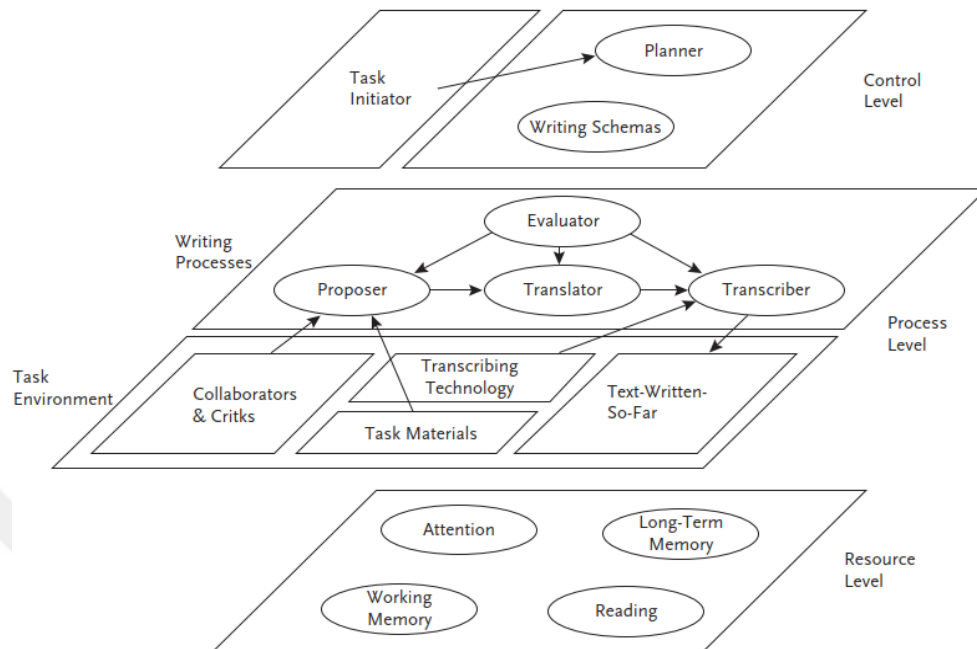 Planner
Task
Initiator
Control
Level
Writing Schemas
Evaluator
Writing
Processes
Proposer
Translator
Transcriber
Process
Level
Task
Environment
Collaborators
& Critks
Transcribing
Technology
Text-Written-
So-Far
Task Materials
Attention
Long-Term
Memory
Resource
Level
Working
Memory
Reading